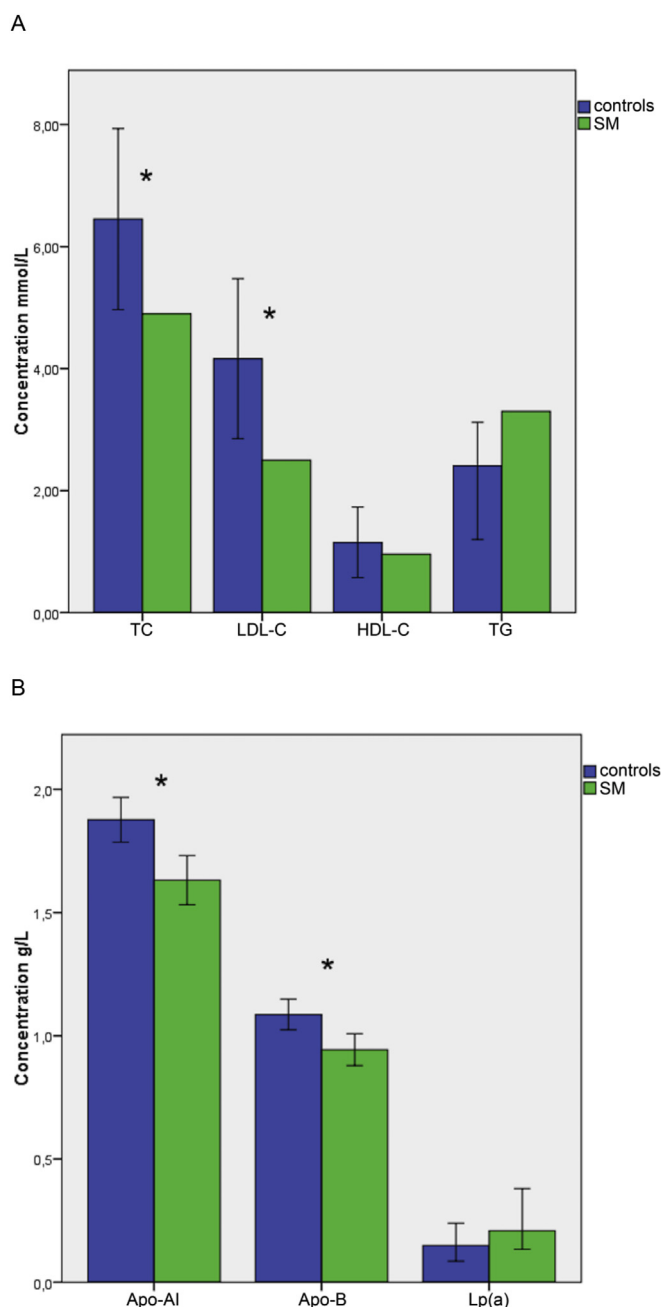 A
controls
SM
8,00
*
6,00
*
Concentration mmol/L
4,00
2,00
0,00
TC LDL-C HDL-C TG
B
controls
SM
2,0
*
1,5
*
Concentration g/L
1,0
0,5
0,0
Apo-AI Apo-B Lp(a)